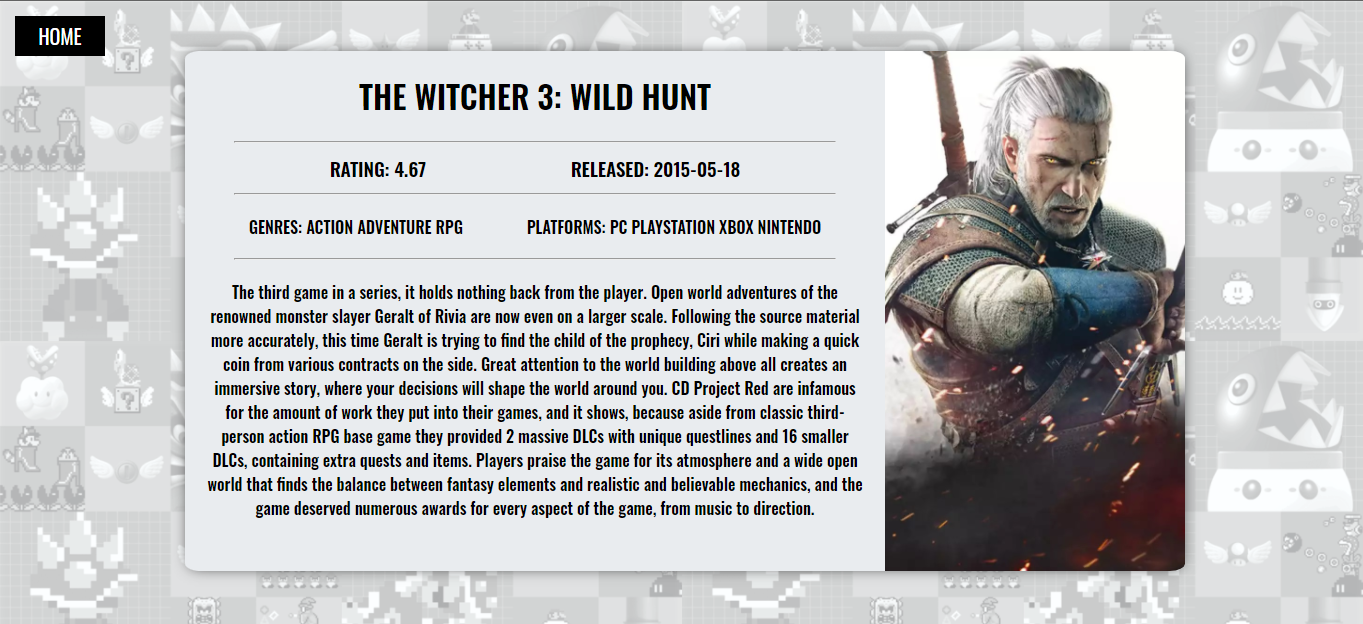 HOME
THE WITCHER 3: WILD HUNT
RATING: 4.67 RELEASED: 2015-05-18
GENRES: ACTION ADVENTURE RPG PLATFORMS: PC PLAYSTATION XBOX NINTENDO
The third game in a series, it holds nothing back from the player. Open world adventures of the
renowned monster slayer Geralt of Rivia are now even on a larger scale. Following the source material
more accurately, this time Geralt is trying to find the child of the prophecy, Ciri while making a quick
coin from various contracts on the side. Great attention to the world building above all creates an
immersive story, where your decisions will shape the world around you. CD Project Red are infamous
for the amount of work they put into their games, and it shows, because aside from classic third-
person action RPG base game they provided 2 massive DLCs with unique questlines and 16 smaller
DLCs, containing extra quests and items. Players praise the game for its atmosphere and a wide open
world that finds the balance between fantasy elements and realistic and believable mechanics, and the
game deserved numerous awards for every aspect of the game, from music to direction.